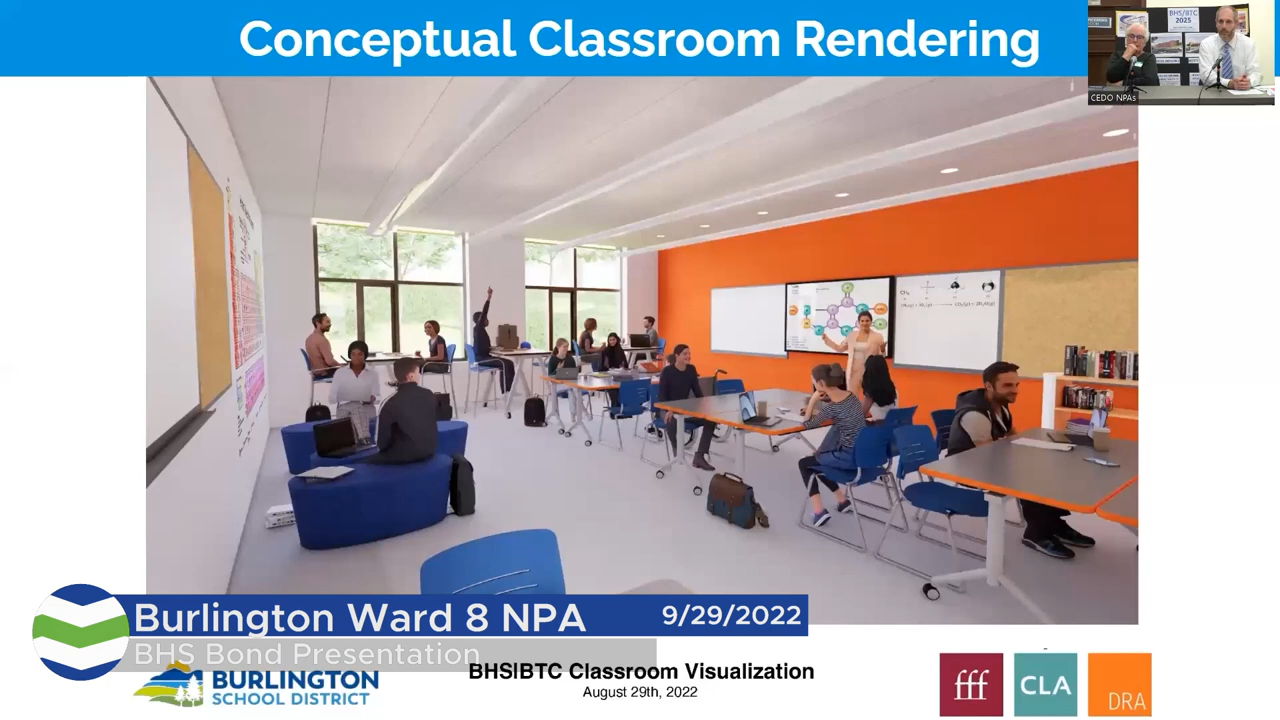 Conceptual Classroom Rendering
BHS/BTC
2025
CEDO NPAs
Burlington Ward 8 NPA
9/29/2022
BHS Bond Presentation
BURLINGTON
SCHOOL DISTRICT
BHS|BTC Classroom Visualization
August 29th, 2022
fff
CLA
DRA